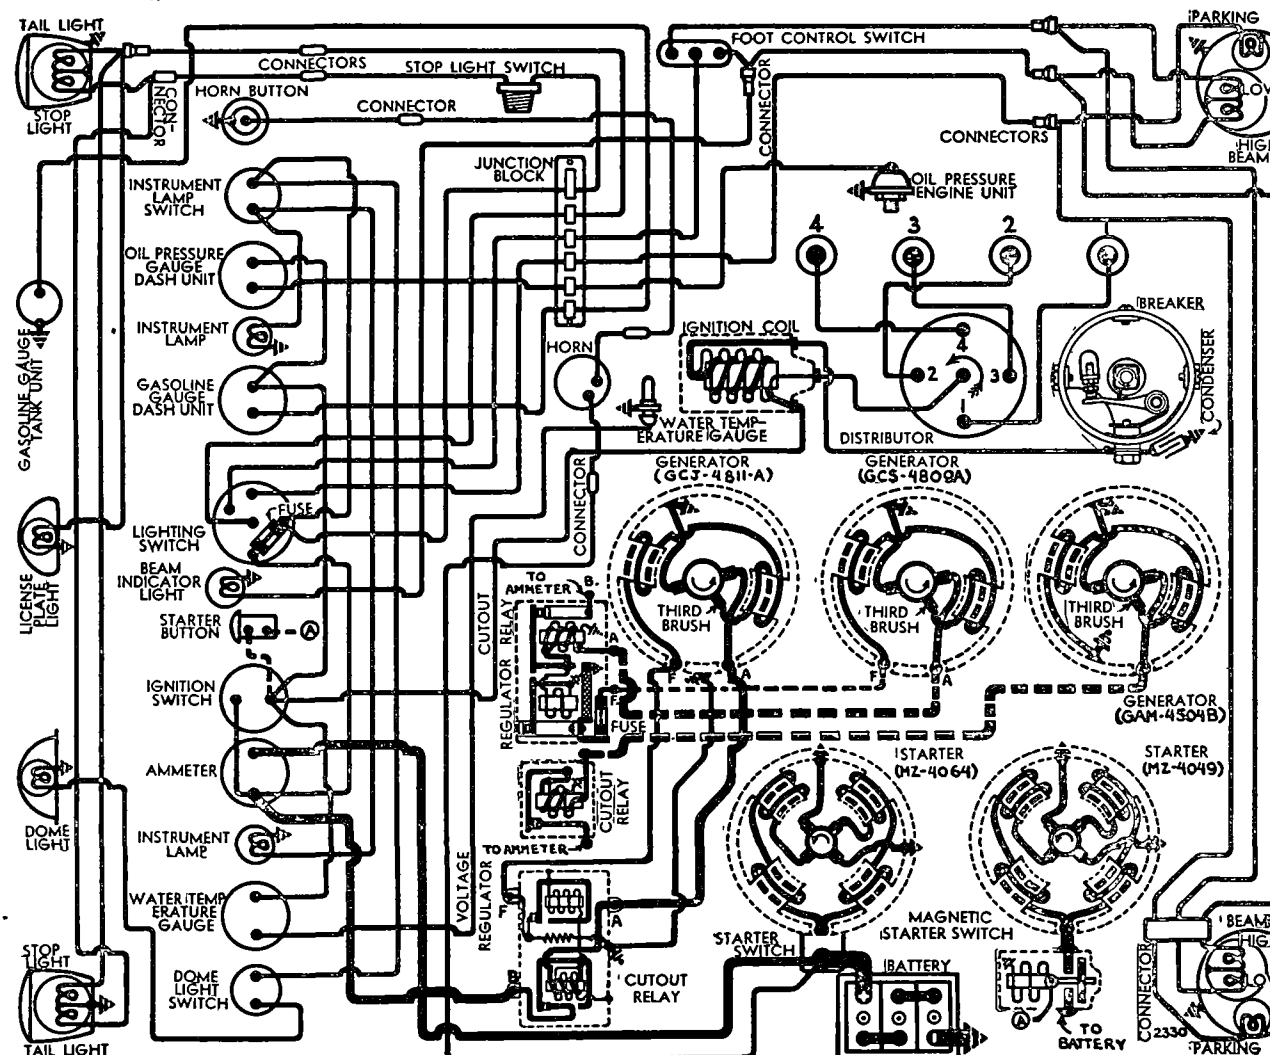 TAIL LIGHT
STOP
LIGHT
CON-
NECTOR
CONNECTORS
HORN BUTTON
CONNECTOR
STOP LIGHT SWITCH
FOOT CONTROL SWITCH
CONNECTOR
PARKING
LOW
HIGH
BEAM
CONNECTORS
JUNCTION
BLOCK
OIL PRESSURE
ENGINE UNIT
INSTRUMENT
LAMP
SWITCH
OIL PRESSURE
GAUGE
DASH UNIT
INSTRUMENT
LAMP
GASOLINE
GAUGE
DASH UNIT
GASOLINE GAUGE
TANK UNIT
4
3
2
BREAKER
CONDENSER
IGNITION COIL
HORN
WATER TEMP-
ERATURE GAUGE
4
2
3
1
DISTRIBUTOR
GENERATOR
(GCJ-4811-A)
GENERATOR
(GCS-4809A)
CONNECTOR
FUSE
LIGHTING
SWITCH
BEAM
INDICATOR
LIGHT
LICENSE
PLATE
LIGHT
STARTER
BUTTON
A
TO
AMMETER
B.
CUTOUT
REGULATOR RELAY
A
F
FUSE
THIRD
BRUSH
F
A
THIRD
BRUSH
F
A
THIRD
BRUSH
GENERATOR
(GAM-4504B)
IGNITION
SWITCH
AMMETER
DOME
LIGHT
INSTRUMENT
LAMP
CUTOUT
RELAY
TO AMMETER
STARTER
(MZ-4064)
STARTER
(MZ-4049)
WATER TEMP
ERATURE
GAUGE
VOLTAGE
REGULATOR
F
A
B
CUTOUT
RELAY
STOP
LIGHT
DOME
LIGHT
SWITCH
TAIL LIGHT
STARTER
SWITCH
BATTERY
MAGNETIC
STARTER SWITCH
A
TO
BATTERY
CONNECTOR
2330
BEAM
HIGH
LO
PARKING